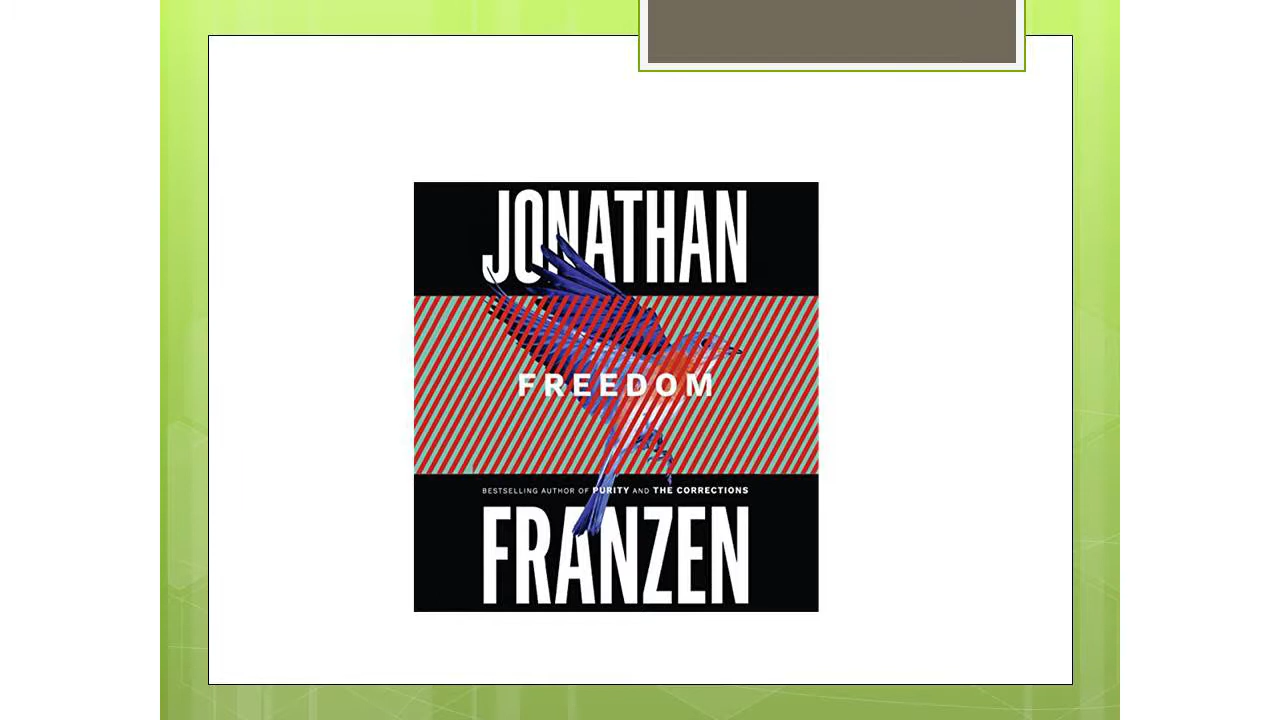 JONATHAN
FREEDOM
BESTSELLING AUTHOR OF PURITY AND THE CORRECTIONS
FRANZEN